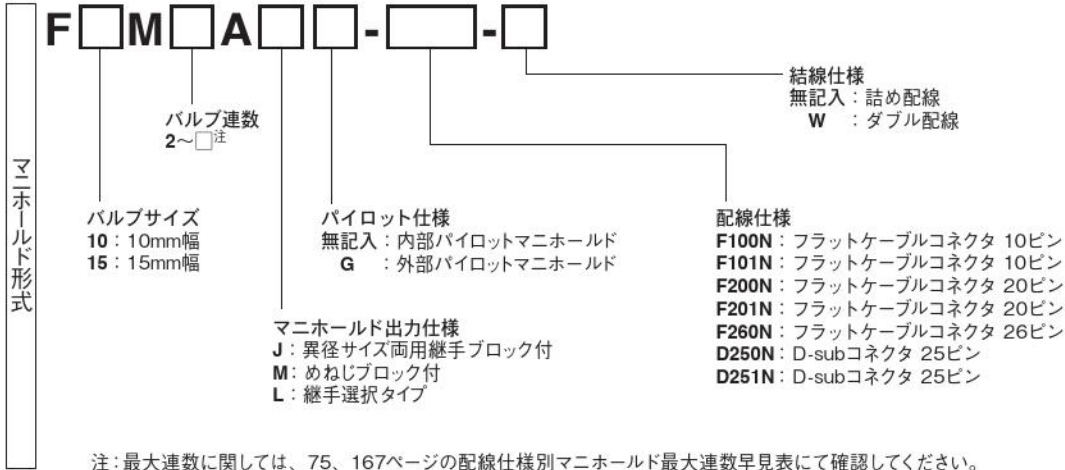 マニホールド形式
F□M□A□□-□-□
結線仕様
無記入：詰め配線
W ：ダブル配線
バルブ連数
2～□注
バルブサイズ
10：10mm幅
15：15mm幅
パイロット仕様
無記入：内部パイロットマニホールド
G ：外部パイロットマニホールド
配線仕様
F100N：フラットケーブルコネクタ 10ピン
F101N：フラットケーブルコネクタ 10ピン
F200N：フラットケーブルコネクタ 20ピン
F201N：フラットケーブルコネクタ 20ピン
F260N：フラットケーブルコネクタ 26ピン
D250N：D-subコネクタ 25ピン
D251N：D-subコネクタ 25ピン
マニホールド出力仕様
J：異径サイズ両用継手ブロック付
M：めねじブロック付
L：継手選択タイプ
注：最大連数に関しては、75、167ページの配線仕様別マニホールド最大連数早見表にて確認してください。